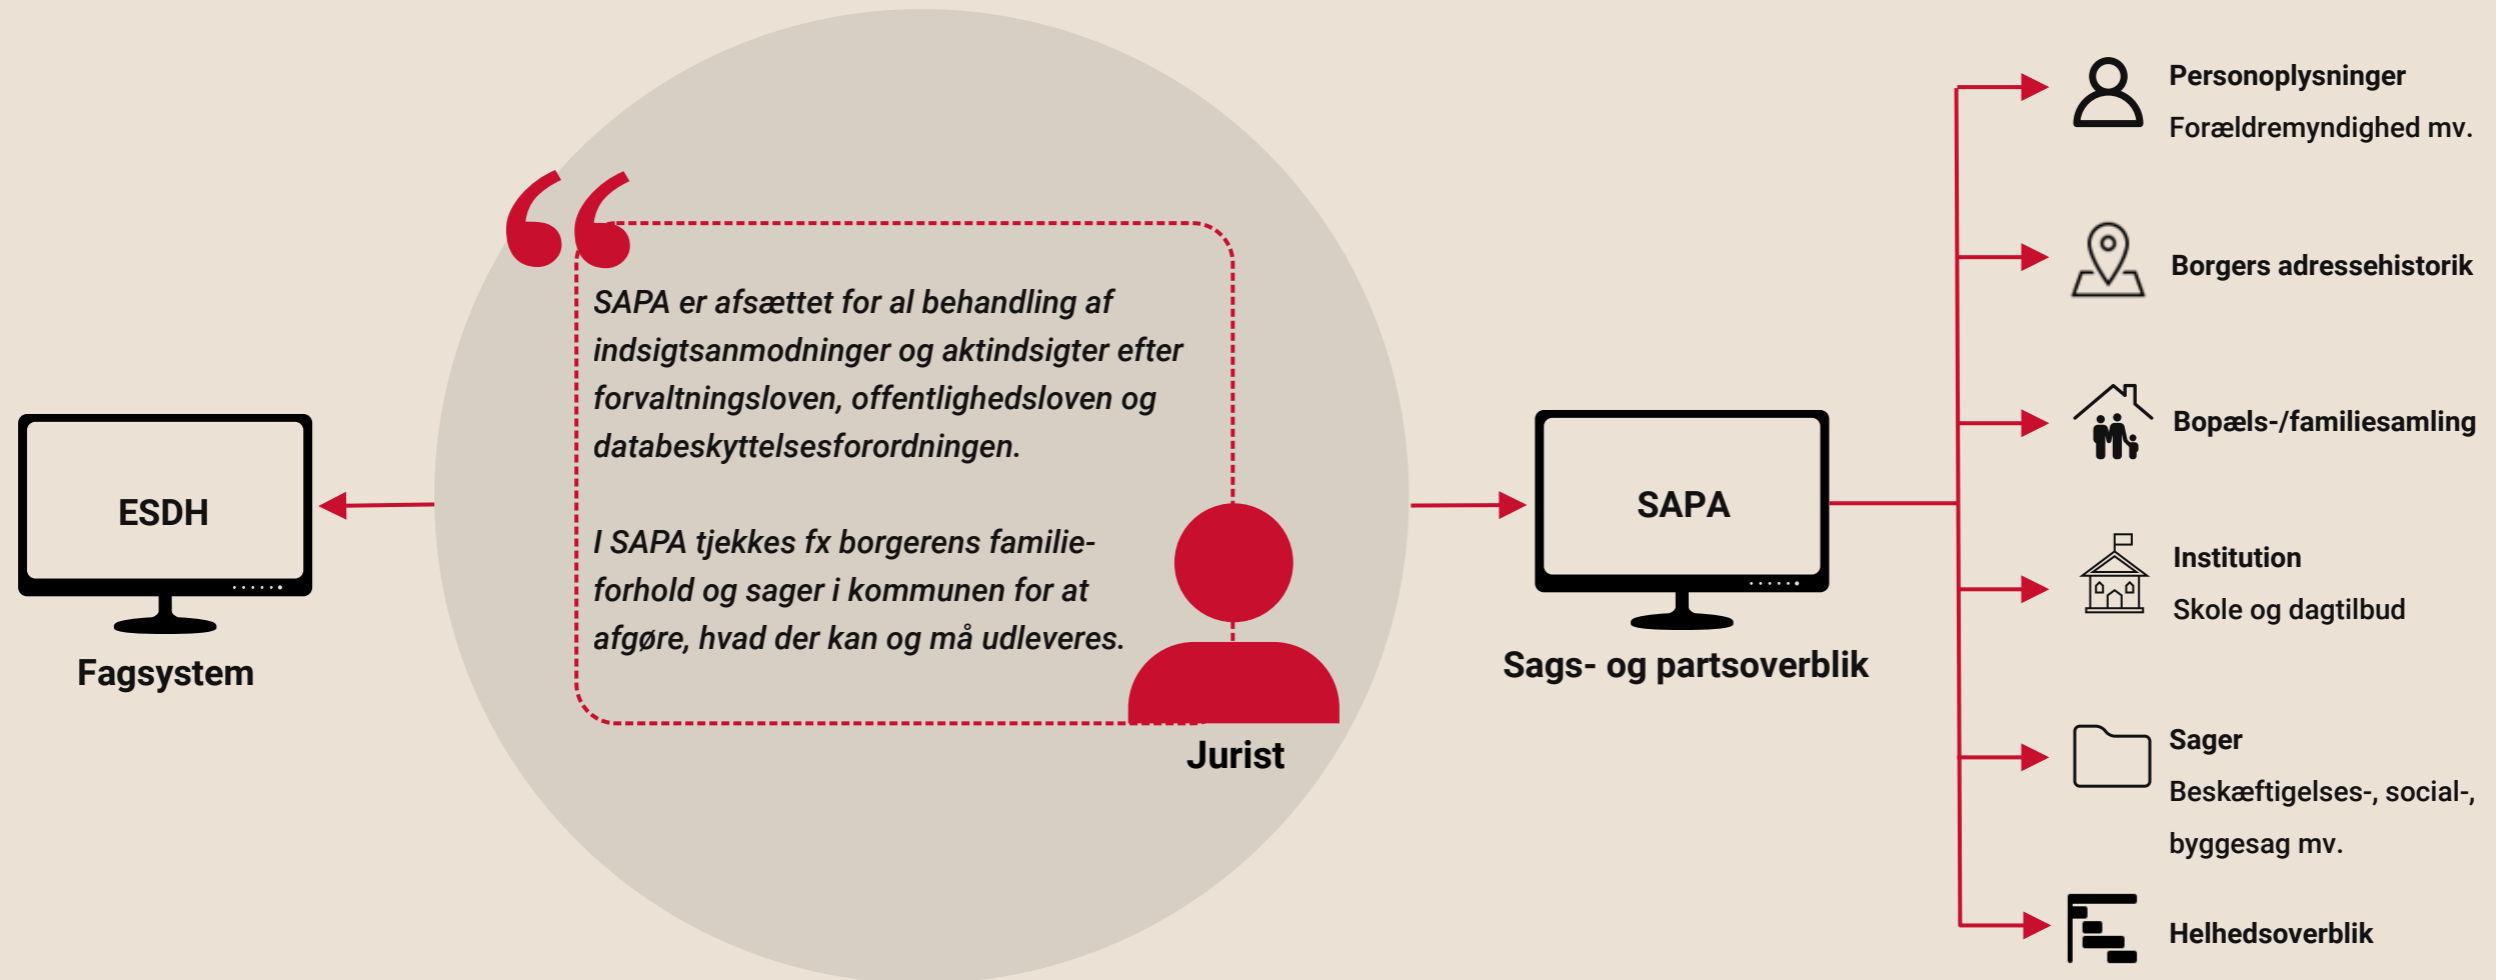 ESDH
Fagsystem
SAPA er afsættet for al behandling af
indsigtsanmodninger og aktindsigter efter
forvaltningsloven, offentlighedsloven og
databeskyttelsesforordningen.
I SAPA tjekkes fx borgerens familie-
forhold og sager i kommunen for at
afgøre, hvad der kan og må udleveres.
Jurist
SAPA
Sags- og partsoverblik
Personoplysninger
Forældremyndighed mv.
Borgers adressehistorik
Bopæls-/familiesamling
Institution
Skole og dagtilbud
Sager
Beskæftigelses-, social-,
byggesag mv.
Helhedsoverblik